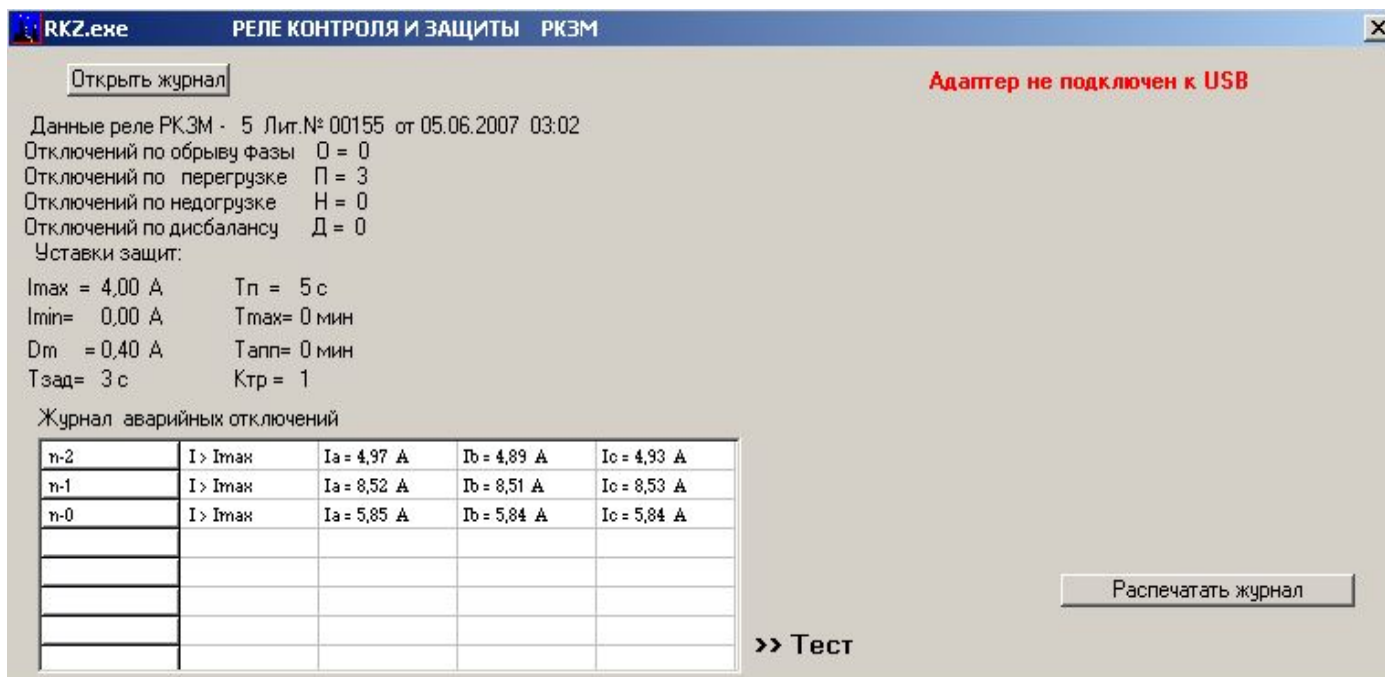 RKZ.exe РЕЛЕ КОНТРОЛЯ И ЗАЩИТЫ РКЗМ
Открыть журнал
Адаптер не подключен к USB
Данные реле РКЗМ - 5 Лит.№ 00155 от 05.06.2007 03:02
Отключений по обрыву фазы О = 0
Отключений по перегрузке П = 3
Отключений по недогрузке Н = 0
Отключений по дисбалансу Д = 0
Уставки защит:
Imax = 4,00 А Тп = 5 с
Imin= 0,00 А Tmax= 0 мин
Dm = 0,40 А Тапп= 0 мин
Тзад= 3 с Ктр = 1
Журнал аварийных отключений
n-2 I > Imax Ia = 4,97 А Ib = 4,89 А Ic = 4,93 А
n-1 I > Imax Ia = 8,52 А Ib = 8,51 А Ic = 8,53 А
n-0 I > Imax Ia = 5,85 А Ib = 5,84 А Ic = 5,84 А
Распечатать журнал
>> Тест